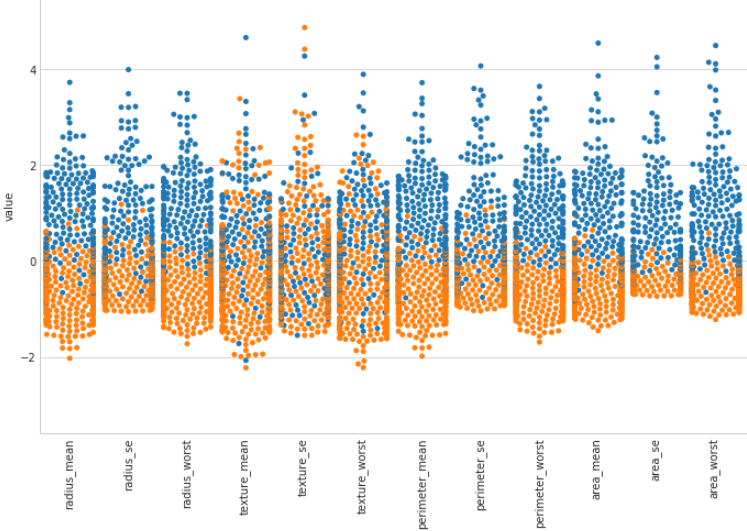 4
2
0
−2
value
radius_mean
radius_se
radius_worst
texture_mean
texture_se
texture_worst
perimeter_mean
perimeter_se
perimeter_worst
area_mean
area_se
area_worst